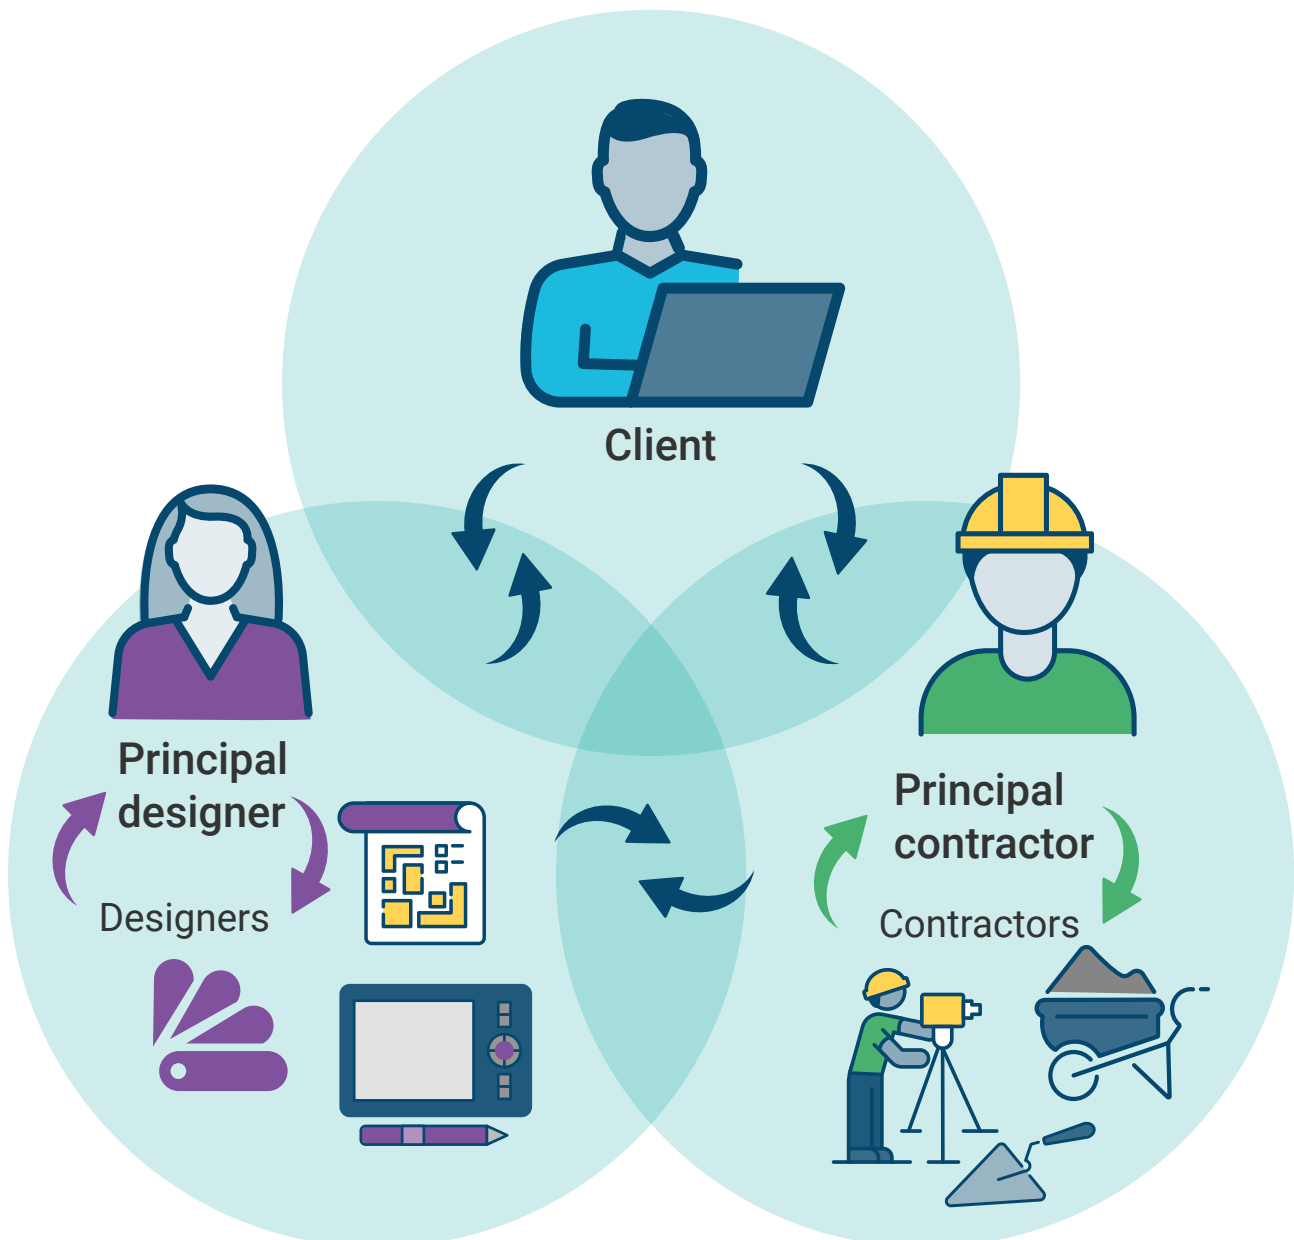 Client
Principal
designer
Designers
Principal
contractor
Contractors